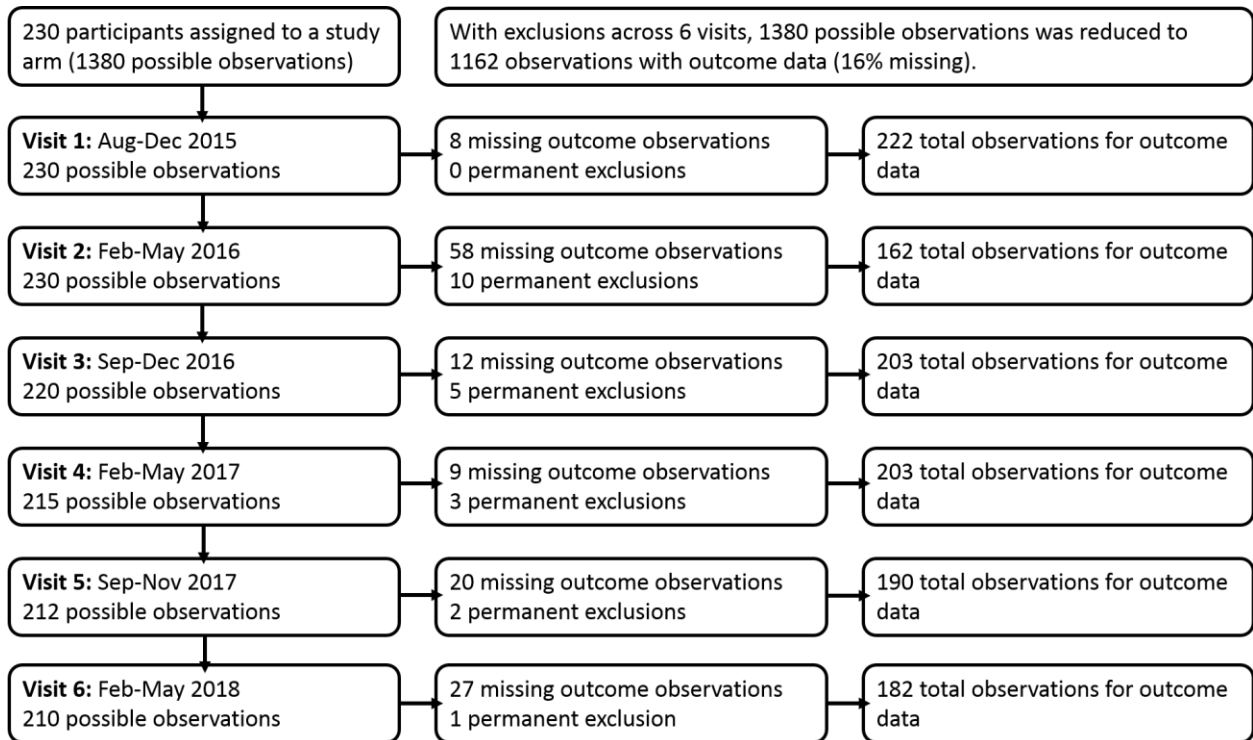 230 participants assigned to a study
arm (1380 possible observations)
With exclusions across 6 visits, 1380 possible observations was reduced to
1162 observations with outcome data (16% missing).
Visit 1: Aug-Dec 2015
230 possible observations
8 missing outcome observations
0 permanent exclusions
222 total observations for outcome
data
Visit 2: Feb-May 2016
230 possible observations
58 missing outcome observations
10 permanent exclusions
162 total observations for outcome
data
Visit 3: Sep-Dec 2016
220 possible observations
12 missing outcome observations
5 permanent exclusions
203 total observations for outcome
data
Visit 4: Feb-May 2017
215 possible observations
9 missing outcome observations
3 permanent exclusions
203 total observations for outcome
data
Visit 5: Sep-Nov 2017
212 possible observations
20 missing outcome observations
2 permanent exclusions
190 total observations for outcome
data
Visit 6: Feb-May 2018
210 possible observations
27 missing outcome observations
1 permanent exclusion
182 total observations for outcome
data